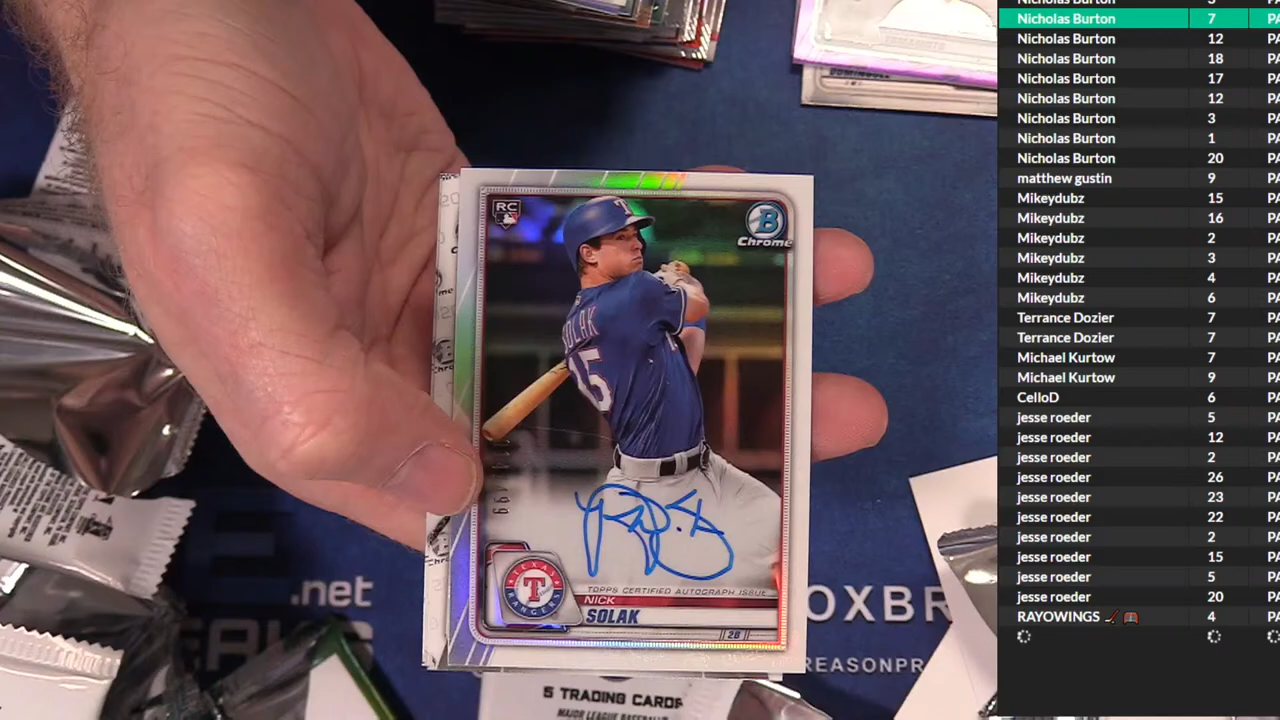 RC
B
Chrome
SOLAK
15
TOPPS CERTIFIED AUTOGRAPH ISSUE
NICK
SOLAK
2B
TEXAS
T
RANGERS
.net
OXBR
REASONPR
5 TRADING CARDS
MAJOR LEAGUE BASEBALL
Nicholas Burton 7 PA
Nicholas Burton 12 PA
Nicholas Burton 18 PA
Nicholas Burton 17 PA
Nicholas Burton 12 PA
Nicholas Burton 3 PA
Nicholas Burton 1 PA
Nicholas Burton 20 PA
matthew gustin 9 PA
Mikeydubz 15 PA
Mikeydubz 16 PA
Mikeydubz 2 PA
Mikeydubz 3 PA
Mikeydubz 4 PA
Mikeydubz 6 PA
Terrance Dozier 7 PA
Terrance Dozier 7 PA
Michael Kurtow 7 PA
Michael Kurtow 9 PA
CelloD 6 PA
jesse roeder 5 PA
jesse roeder 12 PA
jesse roeder 2 PA
jesse roeder 26 PA
jesse roeder 23 PA
jesse roeder 22 PA
jesse roeder 2 PA
jesse roeder 15 PA
jesse roeder 5 PA
jesse roeder 20 PA
RAYOWINGS 4 PA